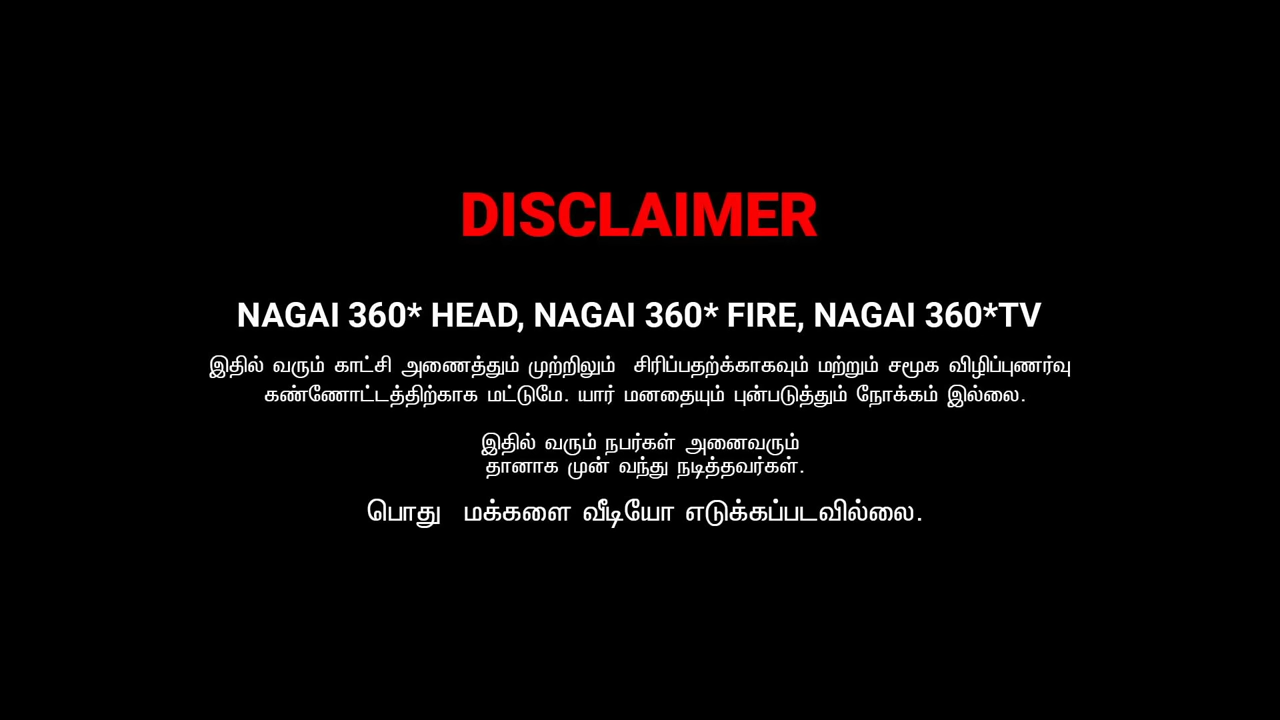 DISCLAIMER
NAGAI 360* HEAD, NAGAI 360* FIRE, NAGAI 360*TV
இதில் வரும் காட்சி அணைத்தும் முற்றிலும் சிரிப்பதற்க்காகவும் மற்றும் சமூக விழிப்புணர்வு
கண்ணோட்டத்திற்காக மட்டுமே. யார் மனதையும் புன்படுத்தும் நோக்கம் இல்லை.
இதில் வரும் நபர்கள் அனைவரும்
தானாக முன் வந்து நடித்தவர்கள்.
பொது மக்களை வீடியோ எடுக்கப்படவில்லை.